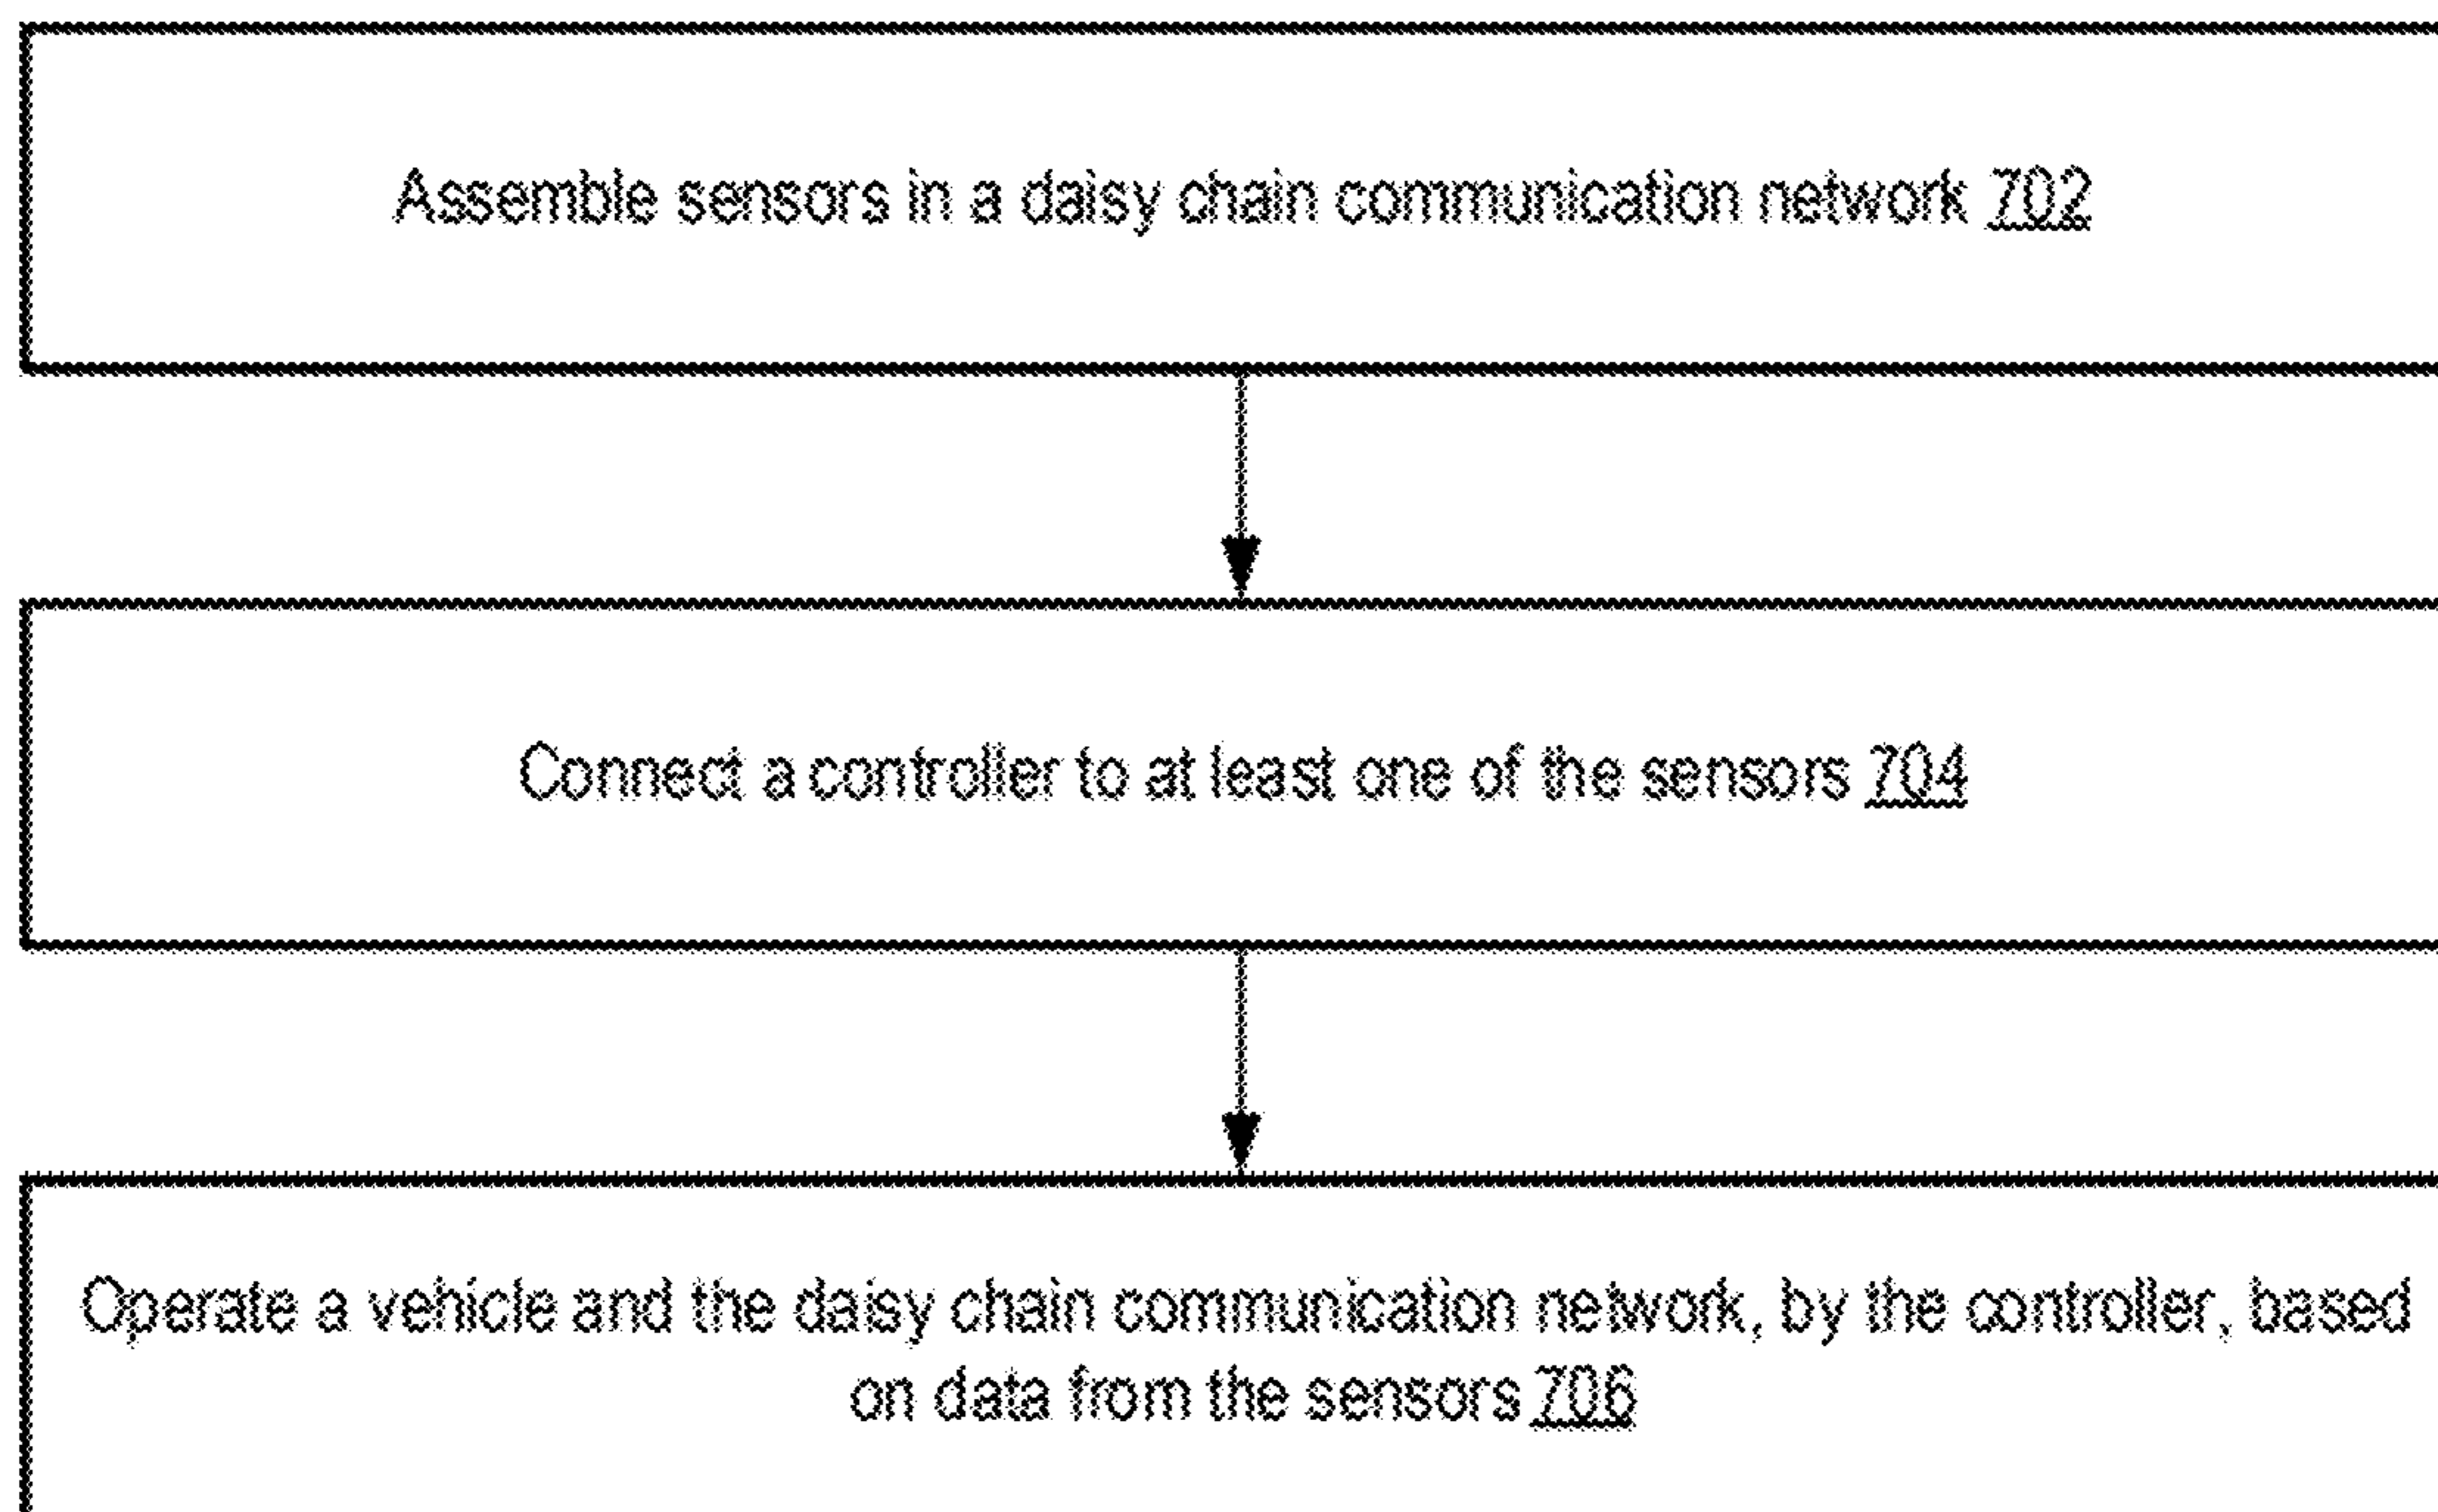 Assemble sensors in a daisy chain communication network 702
Connect a controller to at least one of the sensors 704
Operate a vehicle and the daisy chain communication network, by the controller, based
on data from the sensors 706